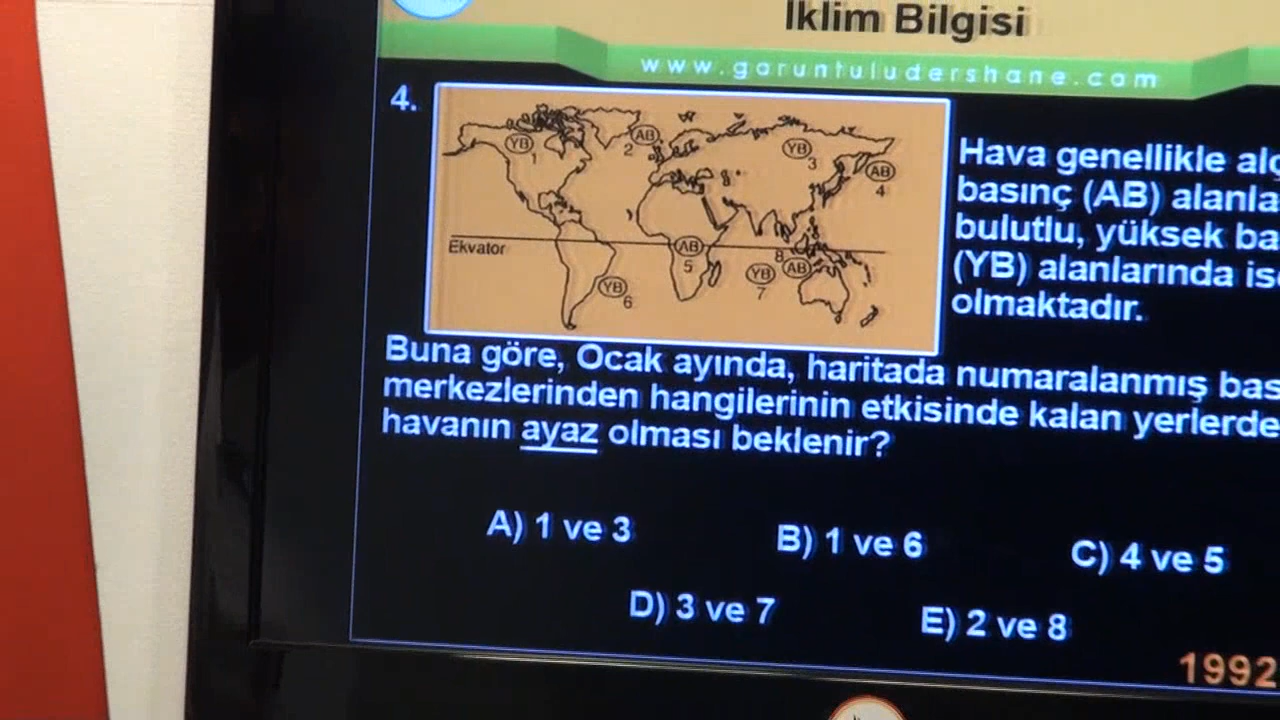 İklim Bilgisi
www.goruntuludershane.com
4.
YB
1
AB
2
YB
3
AB
4
Ekvator
AB
5
8
YB
7
AB
YB
6
Hava genellikle alç
basınç (AB) alanla
bulutlu, yüksek ba
(YB) alanlarında is
olmaktadır.
Buna göre, Ocak ayında, haritada numaralanmış bas
merkezlerinden hangilerinin etkisinde kalan yerlerde
havanın ayaz olması beklenir?
A) 1 ve 3
B) 1 ve 6
C) 4 ve 5
D) 3 ve 7
E) 2 ve 8
1992